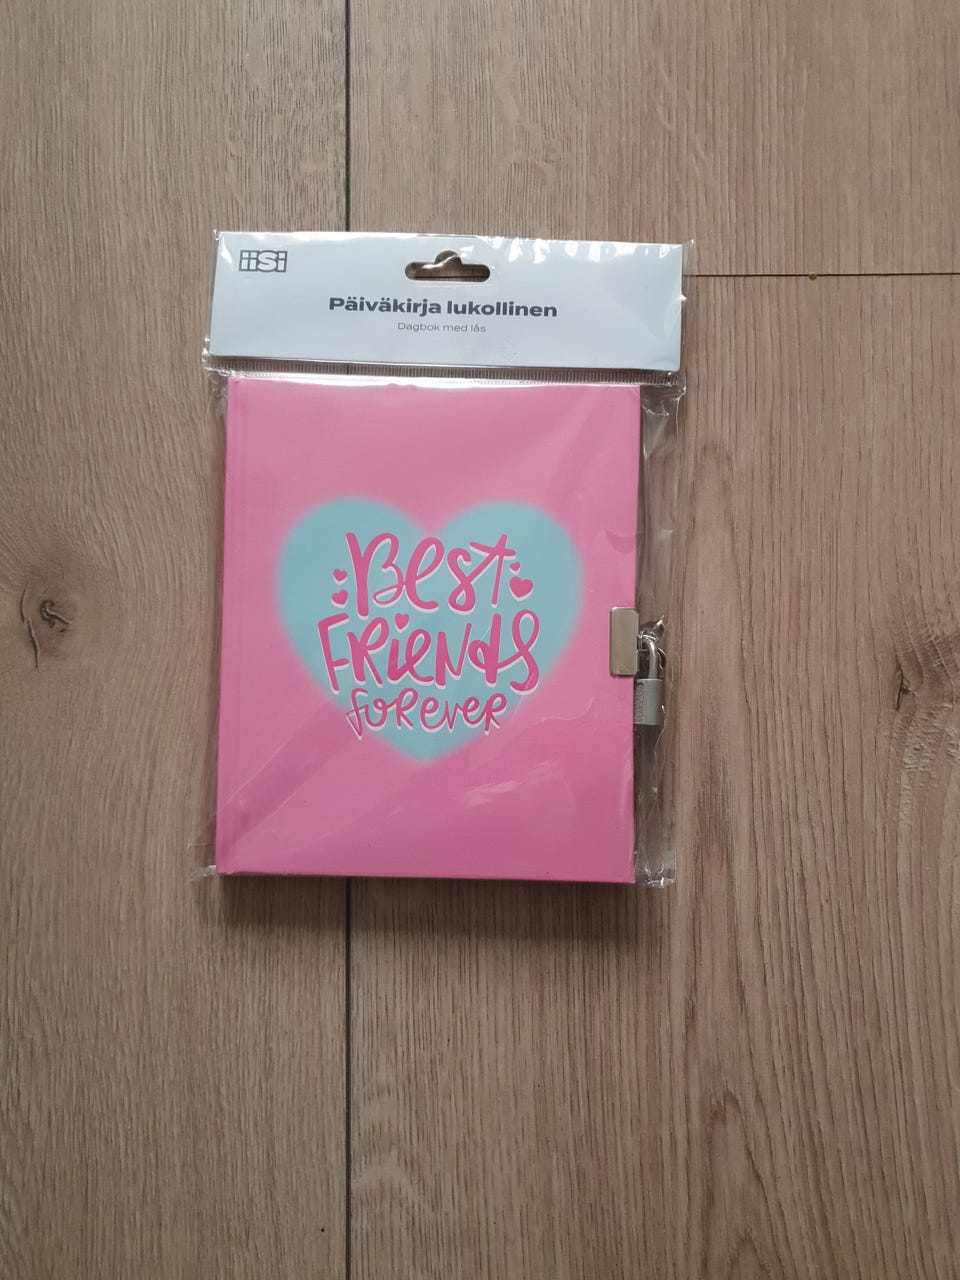 iiSi
Päiväkirja lukollinen
Dagbok med lås
Best
Friends
forever